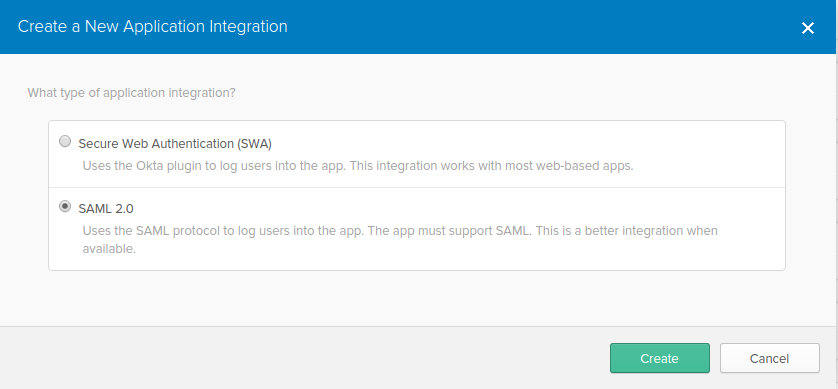 Create a New Application Integration
What type of application integration?
Secure Web Authentication (SWA)
Uses the Okta plugin to log users into the app. This integration works with most web-based apps.
SAML 2.0
Uses the SAML protocol to log users into the app. The app must support SAML. This is a better integration when
available.
Create
Cancel